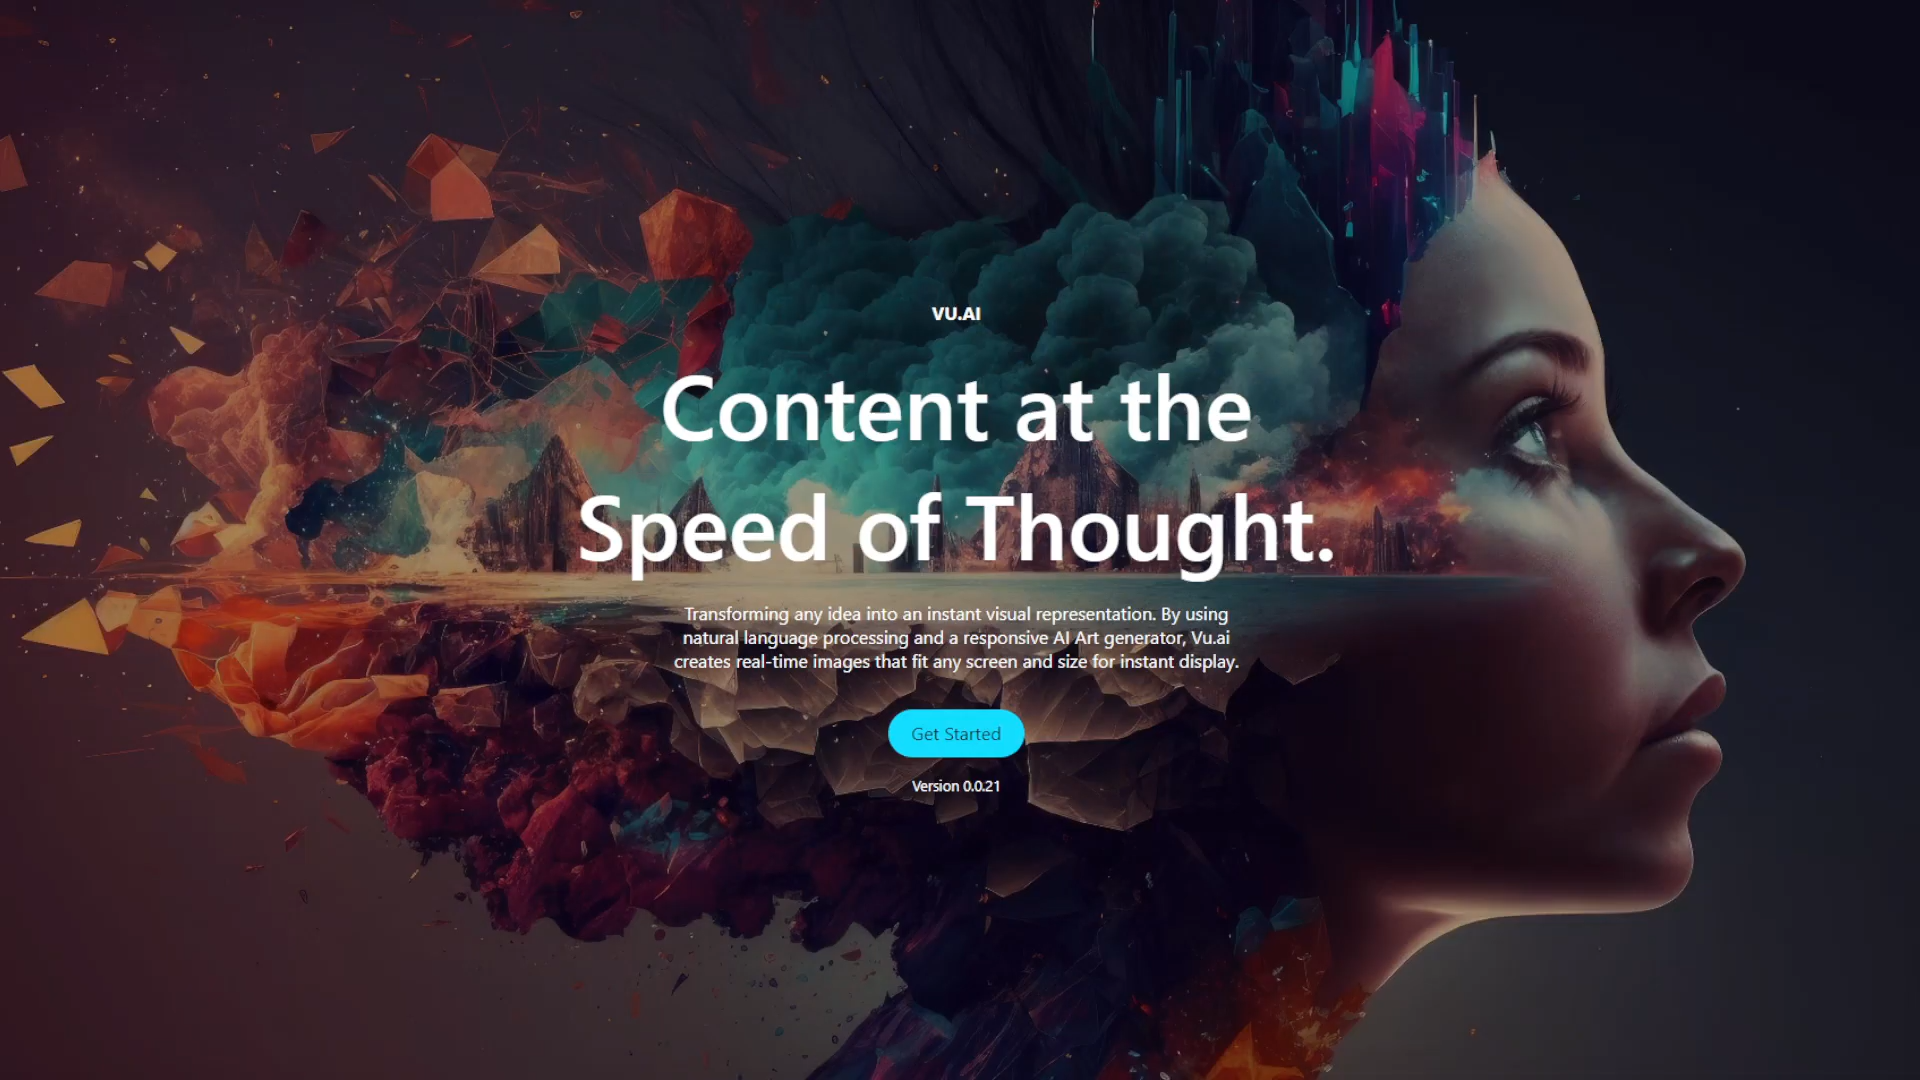 VU.AI
Content at the
Speed of Thought.
Transforming any idea into an instant visual representation. By using
natural language processing and a responsive AI Art generator, Vu.ai
creates real-time images that fit any screen and size for instant display.
Get Started
Version 0.0.21